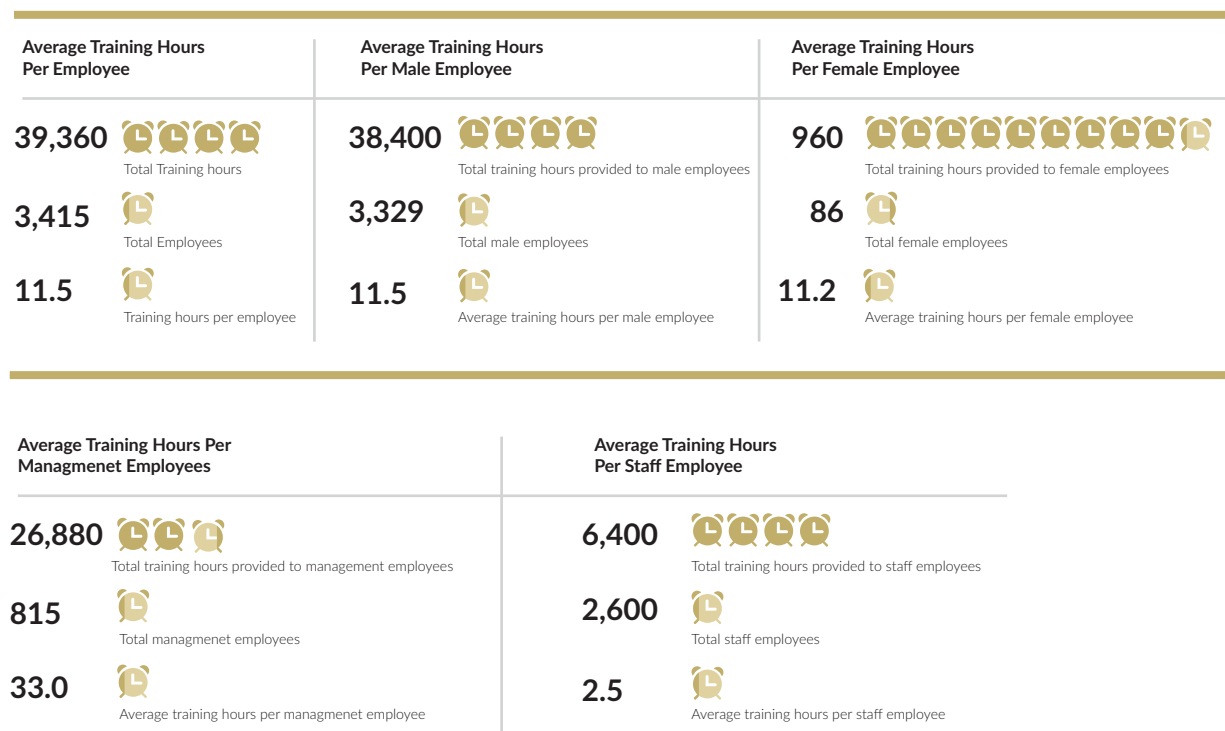 Average Training Hours
Per Employee
39,360
Total Training hours
3,415
Total Employees
11.5
Training hours per employee
Average Training Hours
Per Male Employee
38,400
Total training hours provided to male employees
3,329
Total male employees
11.5
Average training hours per male employee
Average Training Hours
Per Female Employee
960
Total training hours provided to female employees
86
Total female employees
11.2
Average training hours per female employee
Average Training Hours Per
Managmenet Employees
26,880
Total training hours provided to management employees
815
Total managmenet employees
33.0
Average training hours per managmenet employee
Average Training Hours
Per Staff Employee
6,400
Total training hours provided to staff employees
2,600
Total staff employees
2.5
Average training hours per staff employee